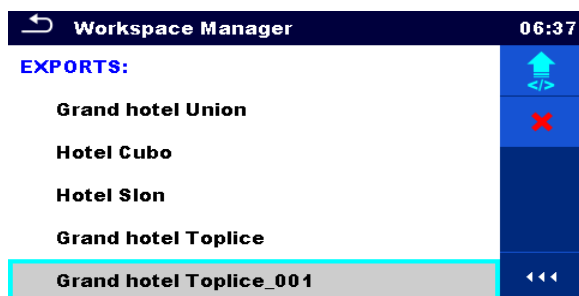 Workspace Manager 06:37
EXPORTS:
</>
Grand hotel Union
Hotel Cubo
Hotel Slon
Grand hotel Toplice
Grand hotel Toplice_001